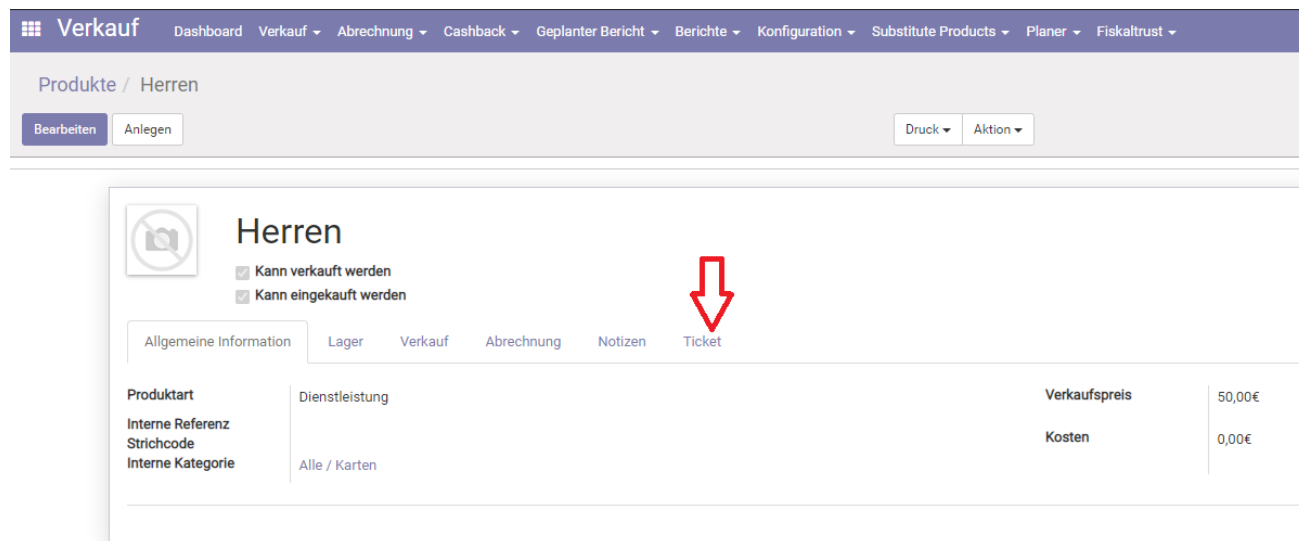 Verkauf Dashboard Verkauf Abrechnung Cashback Geplanter Bericht Berichte Konfiguration Substitute Products Planer Fiskaltrust
Produkte / Herren
Bearbeiten Anlegen Druck Aktion
Herren
Kann verkauft werden
Kann eingekauft werden
Allgemeine Information Lager Verkauf Abrechnung Notizen Ticket
Produktart Dienstleistung Verkaufspreis 50,00€
Interne Referenz
Strichcode Kosten 0,00€
Interne Kategorie Alle / Karten